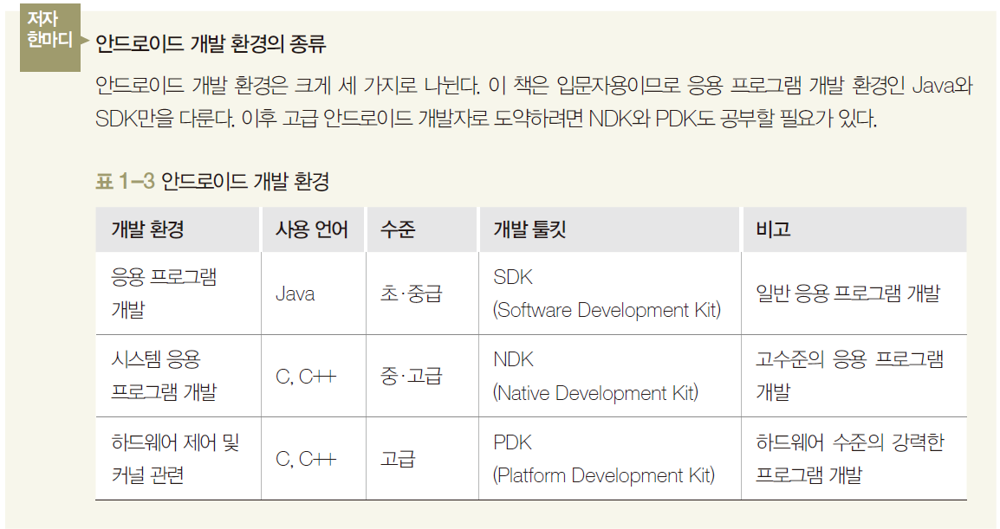 저자
한마디
안드로이드 개발 환경의 종류
안드로이드 개발 환경은 크게 세 가지로 나뉜다. 이 책은 입문자용이므로 응용 프로그램 개발 환경인 Java와
SDK만을 다룬다. 이후 고급 안드로이드 개발자로 도약하려면 NDK와 PDK도 공부할 필요가 있다.
표 1-3 안드로이드 개발 환경
개발 환경 사용 언어 수준 개발 툴킷 비고
응용 프로그램
개발
Java
초·중급
SDK
(Software Development Kit)
일반 응용 프로그램 개발
시스템 응용
프로그램 개발
C, C++
중·고급
NDK
(Native Development Kit)
고수준의 응용 프로그램
개발
하드웨어 제어 및
커널 관련
C, C++
고급
PDK
(Platform Development Kit)
하드웨어 수준의 강력한
프로그램 개발